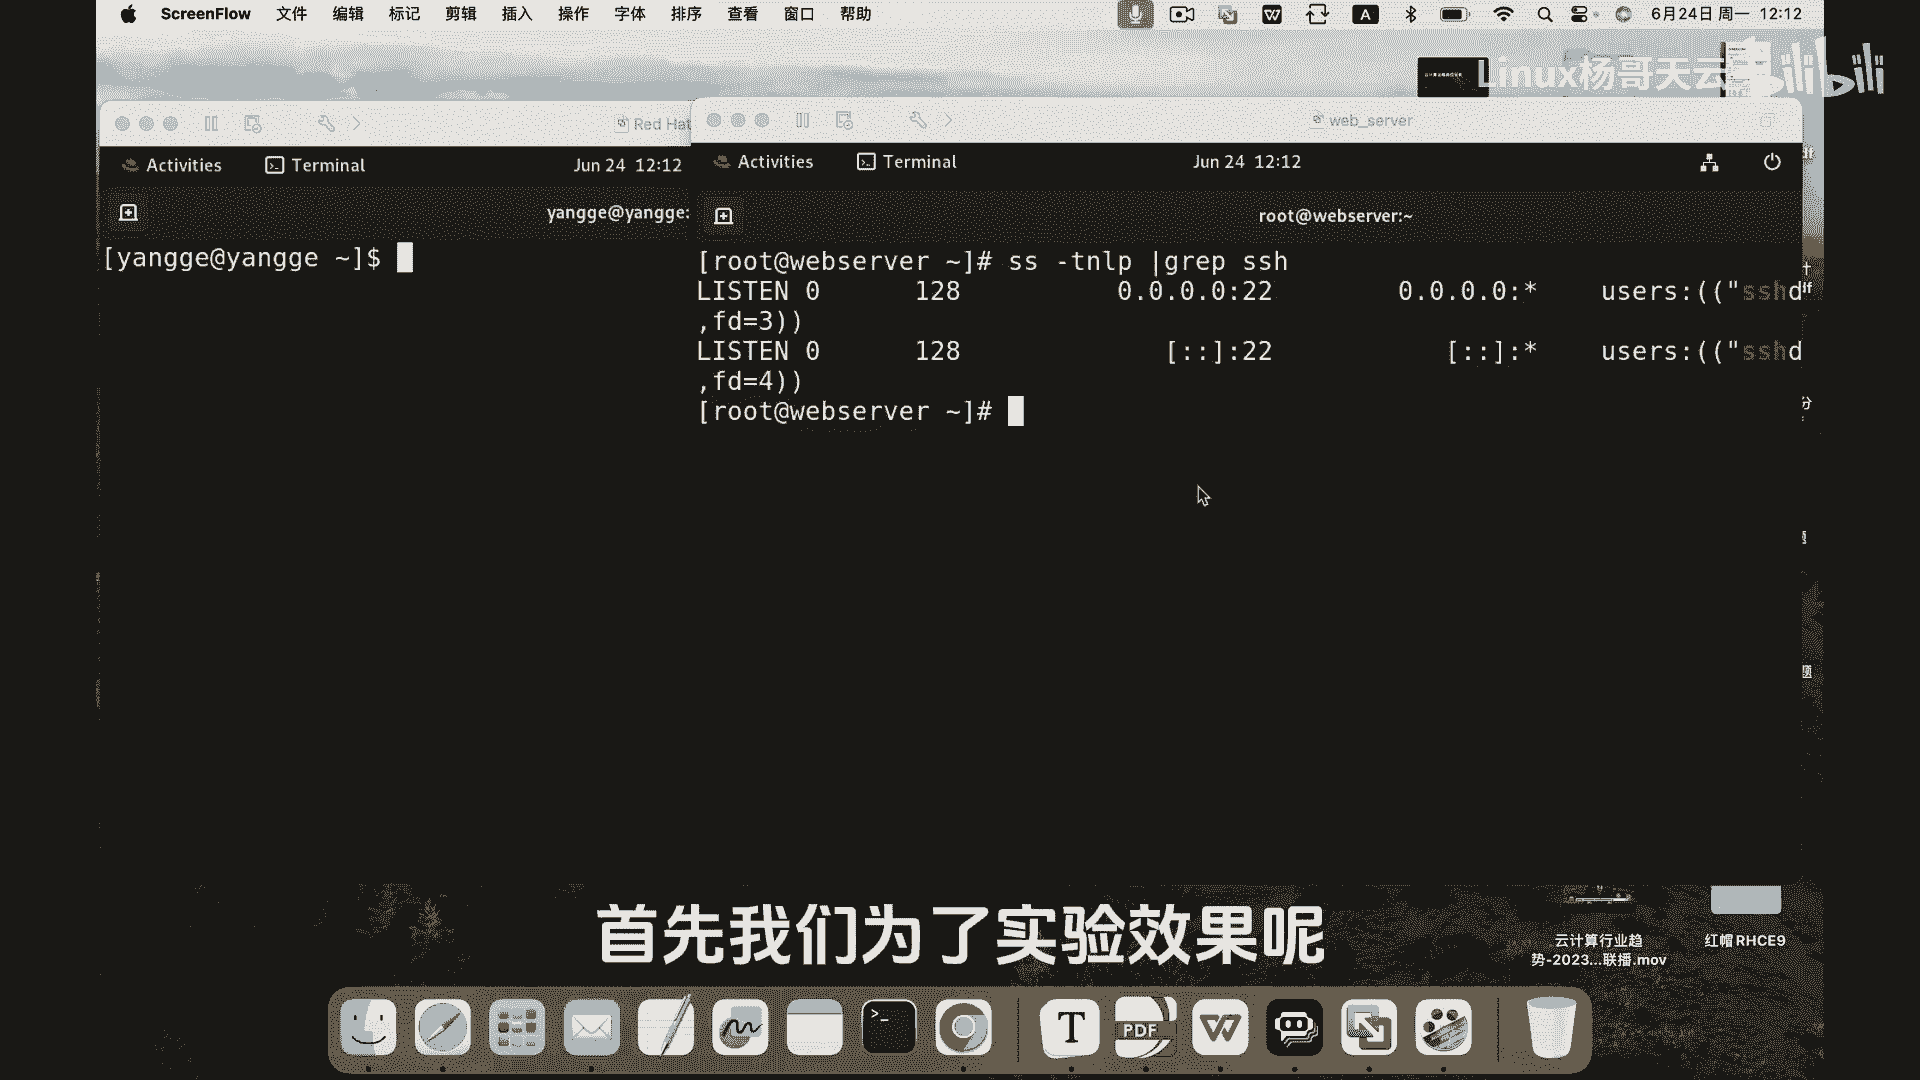 ScreenFlow 文件 编辑 标记 剪辑 插入 操作 字体 排序 查看 窗口 帮助
A
6月24日 周一 12:12
Linux杨哥天云
bilibili
Red Hat
web_server
Activities Terminal Jun 24 12:12
Activities Terminal Jun 24 12:12
yangge@yangge:
root@webserver:~
[yangge@yangge ~]$
[root@webserver ~]# ss -tnlp |grep ssh
LISTEN 0 128 0.0.0.0:22 0.0.0.0:* users:(("sshd
,fd=3))
LISTEN 0 128 [::]:22 [::]:* users:(("sshd
,fd=4))
[root@webserver ~]#
首先我们为了实验效果呢
云计算行业趋
势-2023...联播.mov
红帽RHCE9
>_
T
PDF